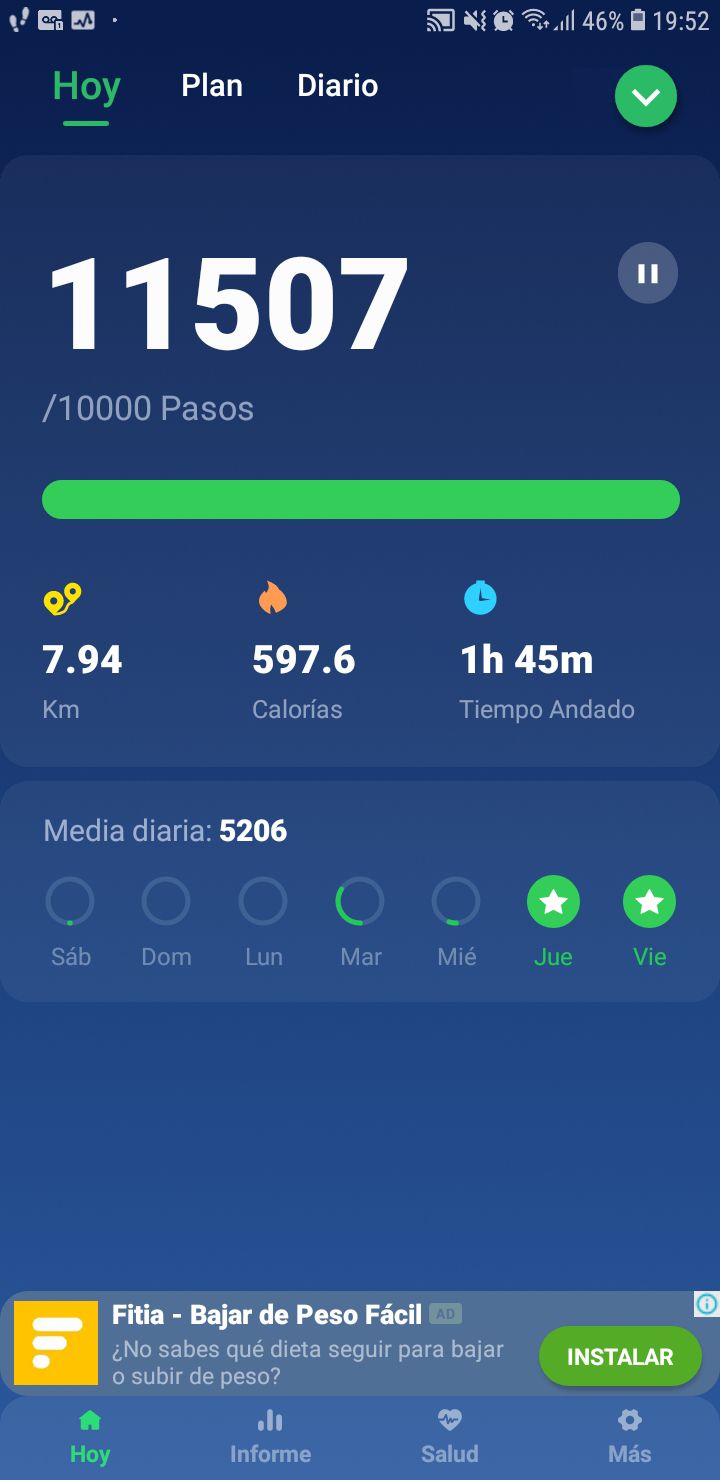 46% 19:52
Hoy Plan Diario
11507
/10000 Pasos
7.94 597.6 1h 45m
Km Calorías Tiempo Andado
Media diaria: 5206
Sáb Dom Lun Mar Mié Jue Vie
Fitia - Bajar de Peso Fácil AD
¿No sabes qué dieta seguir para bajar
o subir de peso?
INSTALAR
Hoy Informe Salud Más